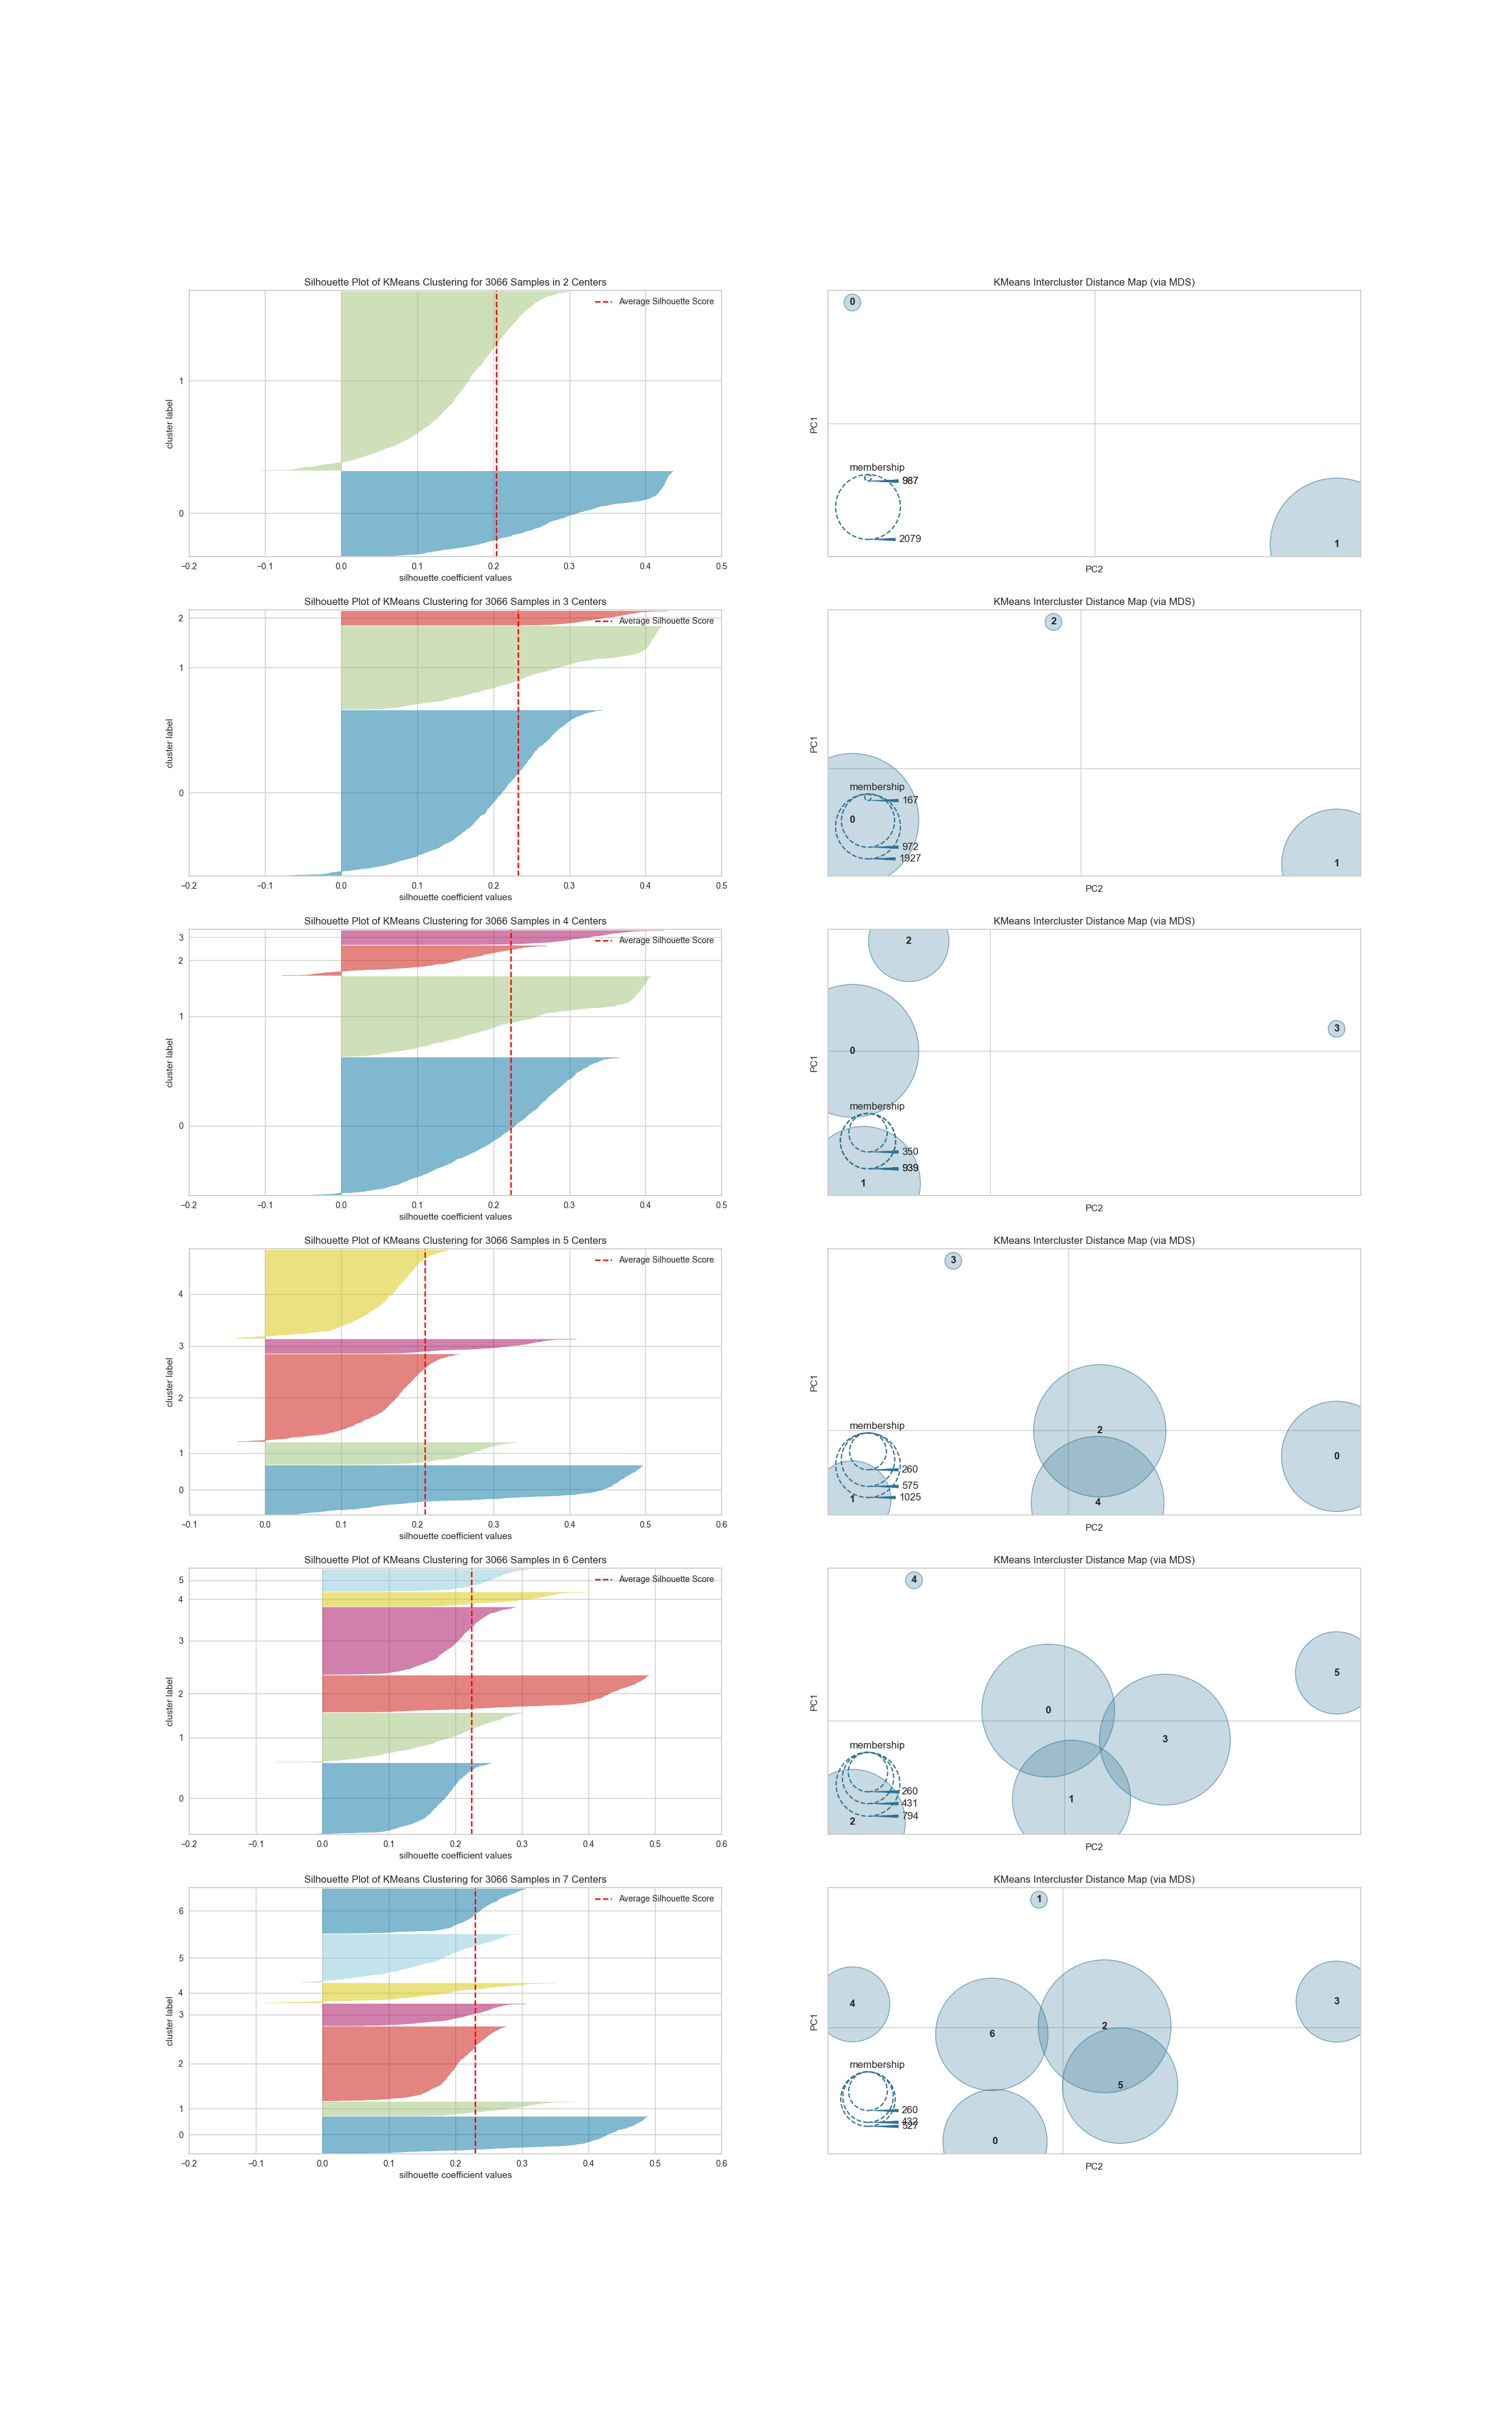 Silhouette Plot of KMeans Clustering for 3066 Samples in 2 Centers
Average Silhouette Score
cluster label
1
0
−0.2 −0.1 0.0 0.1 0.2 0.3 0.4 0.5
silhouette coefficient values
KMeans Intercluster Distance Map (via MDS)
0
PC1
membership
987
2079
1
PC2
Silhouette Plot of KMeans Clustering for 3066 Samples in 3 Centers
Average Silhouette Score
cluster label
2
1
0
−0.2 −0.1 0.0 0.1 0.2 0.3 0.4 0.5
silhouette coefficient values
KMeans Intercluster Distance Map (via MDS)
2
PC1
membership
167
0
972
1927
1
PC2
Silhouette Plot of KMeans Clustering for 3066 Samples in 4 Centers
Average Silhouette Score
cluster label
3
2
1
0
−0.2 −0.1 0.0 0.1 0.2 0.3 0.4 0.5
silhouette coefficient values
KMeans Intercluster Distance Map (via MDS)
2
3
0
PC1
membership
350
939
1
PC2
Silhouette Plot of KMeans Clustering for 3066 Samples in 5 Centers
Average Silhouette Score
cluster label
4
3
2
1
0
−0.1 0.0 0.1 0.2 0.3 0.4 0.5 0.6
silhouette coefficient values
KMeans Intercluster Distance Map (via MDS)
3
PC1
membership
2
0
260
575
1025
1
4
PC2
Silhouette Plot of KMeans Clustering for 3066 Samples in 6 Centers
Average Silhouette Score
cluster label
5
4
3
2
1
0
−0.2 −0.1 0.0 0.1 0.2 0.3 0.4 0.5 0.6
silhouette coefficient values
KMeans Intercluster Distance Map (via MDS)
4
5
PC1
0
3
membership
260
431
794
1
2
PC2
Silhouette Plot of KMeans Clustering for 3066 Samples in 7 Centers
Average Silhouette Score
cluster label
6
5
4
3
2
1
0
−0.2 −0.1 0.0 0.1 0.2 0.3 0.4 0.5 0.6
silhouette coefficient values
KMeans Intercluster Distance Map (via MDS)
1
4
3
PC1
2
6
membership
5
260
432
527
0
PC2